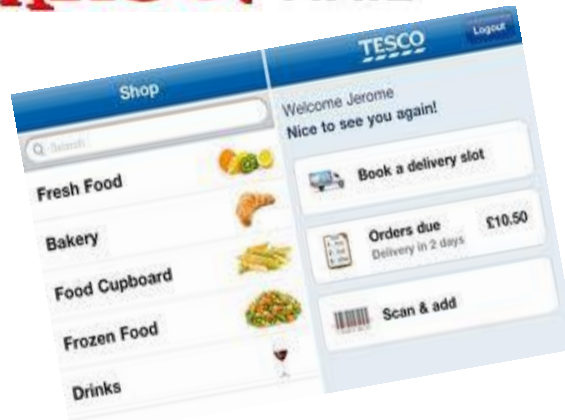 Shop
Search
Fresh Food
Bakery
Food Cupboard
Frozen Food
Drinks
TESCO
Logout
Welcome Jerome
Nice to see you again!
Book a delivery slot
Orders due £10.50
Delivery in 2 days
Scan & add